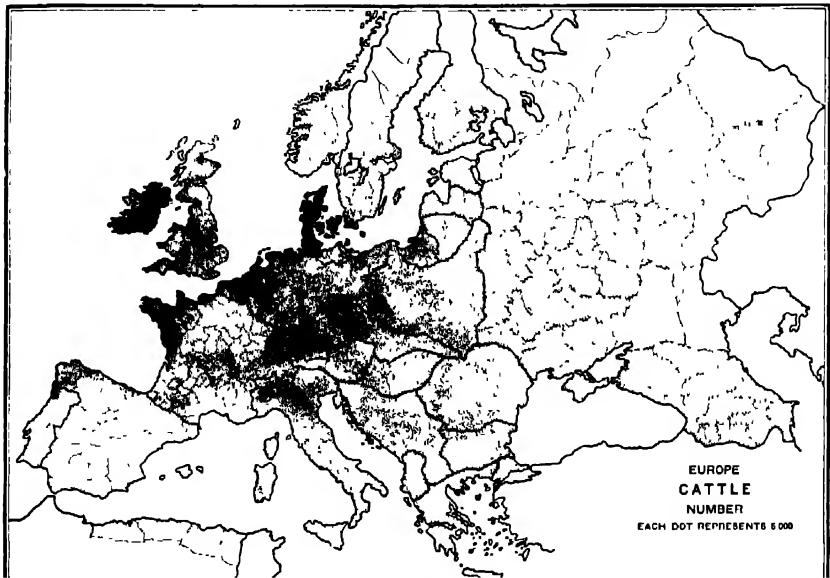 EUROPE
CATTLE
NUMBER
EACH DOT REPRESENTS 5 000